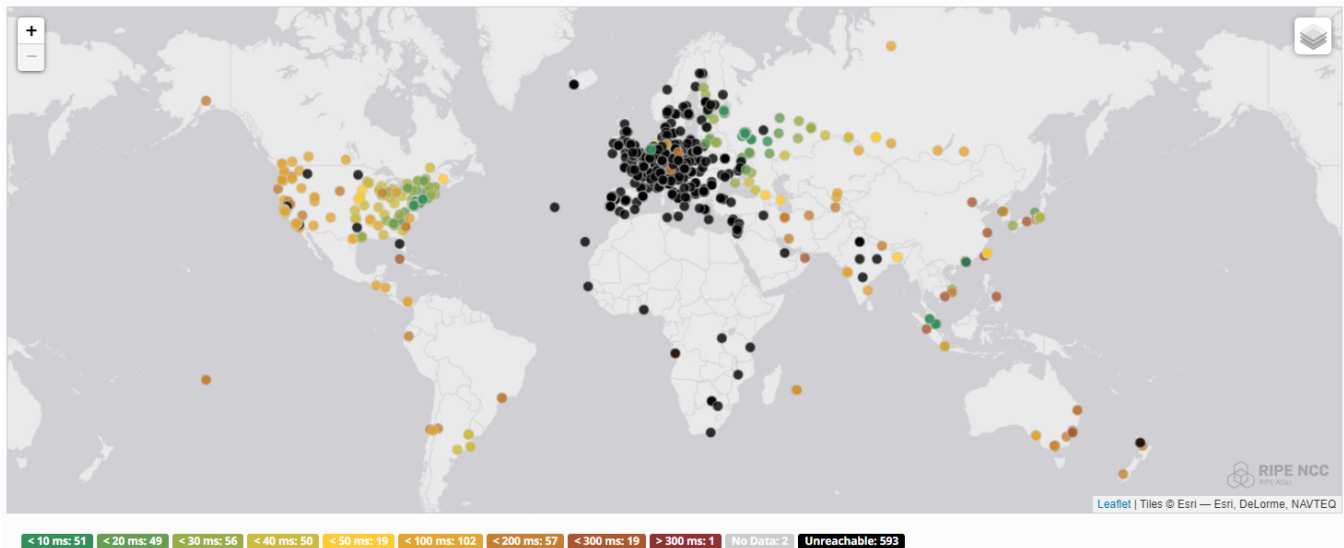 +
−
RIPE NCC
RIPE Atlas
Leaflet | Tiles © Esri — Esri, DeLorme, NAVTEQ
< 10 ms: 51 < 20 ms: 49 < 30 ms: 56 < 40 ms: 50 < 50 ms: 19 < 100 ms: 102 < 200 ms: 57 < 300 ms: 19 > 300 ms: 1 No Data: 2 Unreachable: 593